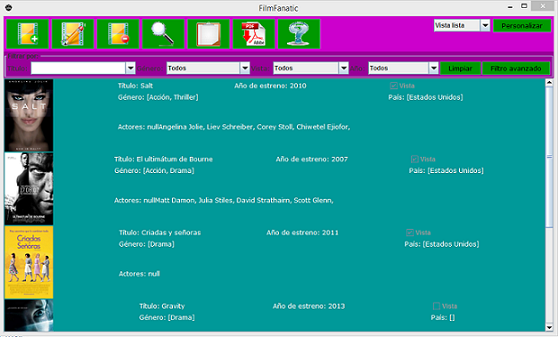 FilmFanatic
Vista lista Personalizar
PDF
Adobe
Título: Todos Todos Todos Limpiar Filtro avanzado
SALT
Título: Salt Año de estreno: 2010 Vista
Género: [Acción, Thriller] País: [Estados Unidos]
Actores: nullAngelina Jolie, Liev Schreiber, Corey Stoll, Chiwetel Ejiofor,
Título: El ultimátum de Bourne Año de estreno: 2007 Vista
Género: [Acción, Drama] País: [Estados Unidos]
Actores: nullMatt Damon, Julia Stiles, David Strathairn, Scott Glenn,
Criadas y
Señoras
Título: Criadas y señoras Año de estreno: 2011 Vista
Género: [Drama] País: [Estados Unidos]
Actores: null
Título: Gravity Año de estreno: 2013 Vista
Género: [Drama] País: []